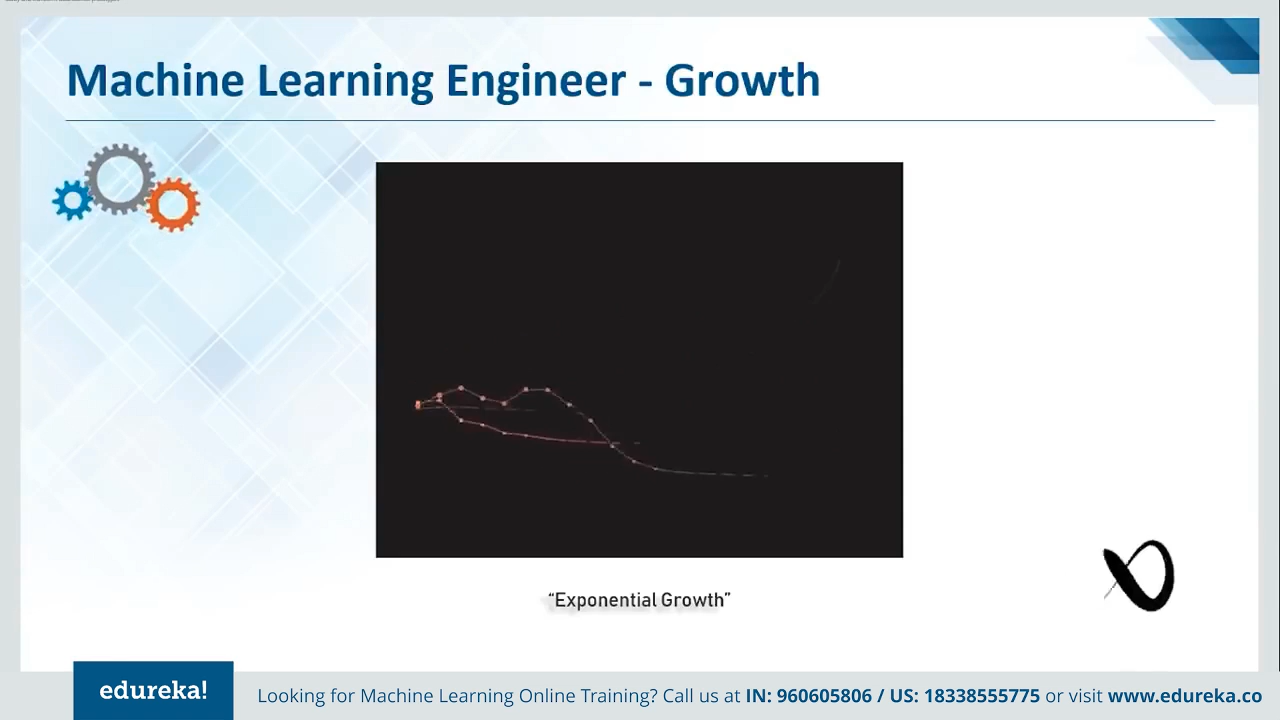 Machine Learning Engineer - Growth
“Exponential Growth”
edureka!
Looking for Machine Learning Online Training? Call us at IN: 960605806 / US: 18338555775 or visit www.edureka.co